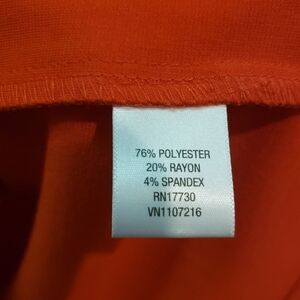 76% POLYESTER
20% RAYON
4% SPANDEX
RN17730
VN1107216